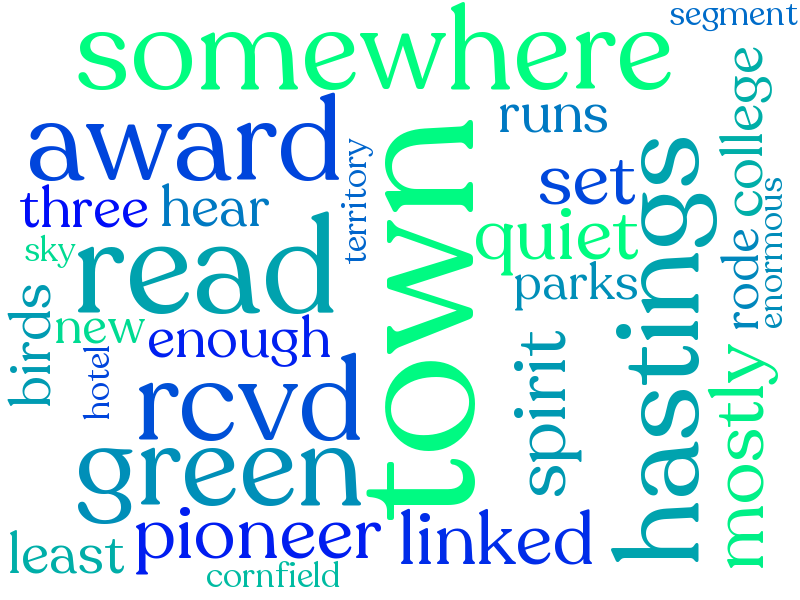 somewhere
segment
award
runs
college
three
hear
territory
town
set
hastings
sky
read
quiet
rode
enormous
birds
new
enough
parks
hotel
rcvd
spirit
mostly
green
least
pioneer
linked
cornfield